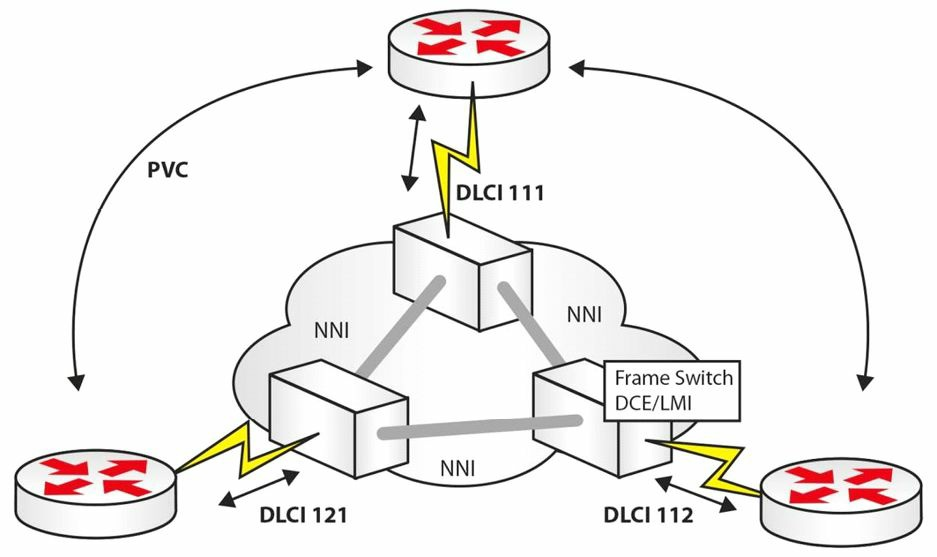 PVC
DLCI 111
NNI
NNI
Frame Switch
DCE/LMI
NNI
DLCI 121
DLCI 112